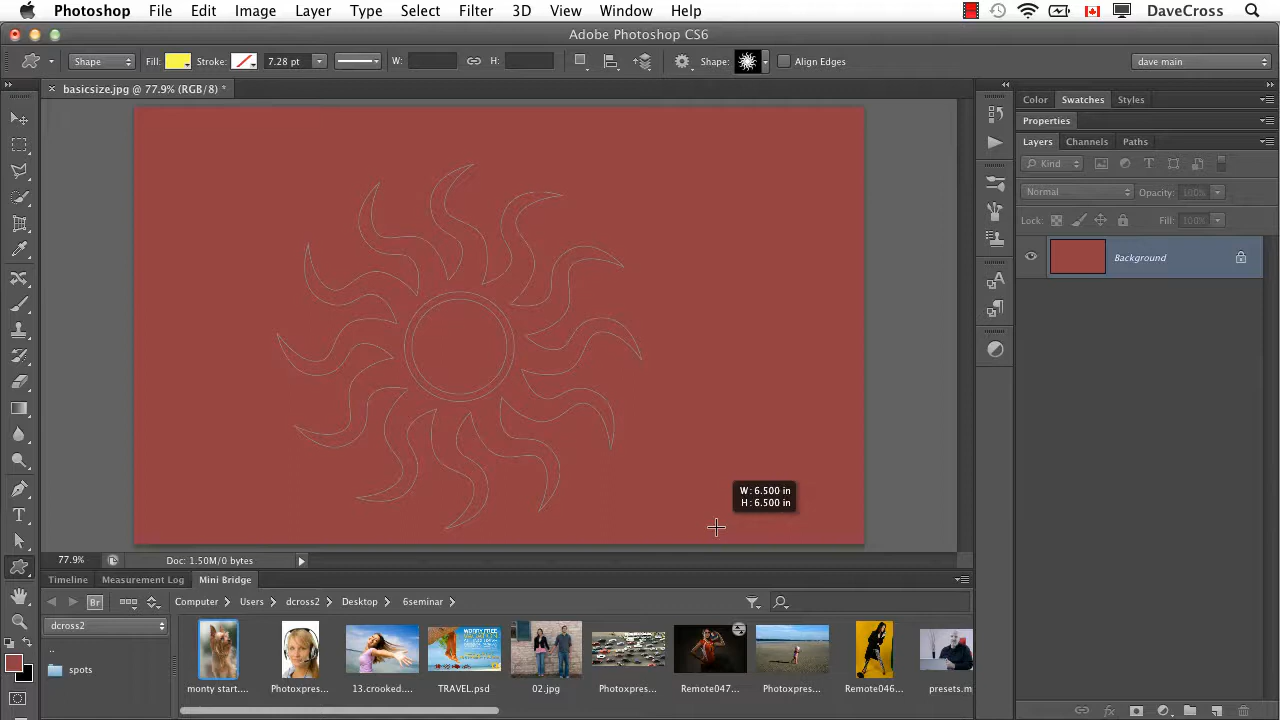 Photoshop File Edit Image Layer Type Select Filter 3D View Window Help DaveCross
Adobe Photoshop CS6
Shape Fill: Stroke: 7.28 pt W: H: Shape: Align Edges dave main
basicsize.jpg @ 77.9% (RGB/8) *
Color Swatches Styles
Properties
Layers Channels Paths
Kind
Normal Opacity: 100%
Lock: Fill: 100%
Background
W: 6.500 in
H: 6.500 in
77.9% Doc: 1.50M/0 bytes
Timeline Measurement Log Mini Bridge
Br Computer Users dcross2 Desktop 6seminar
dcross2
..
spots
TRAVEL
monty start.... Photoxpres... 13.crooked.... TRAVEL.psd 02.jpg Photoxpres... Remote047... Photoxpres... Remote046... presets.m